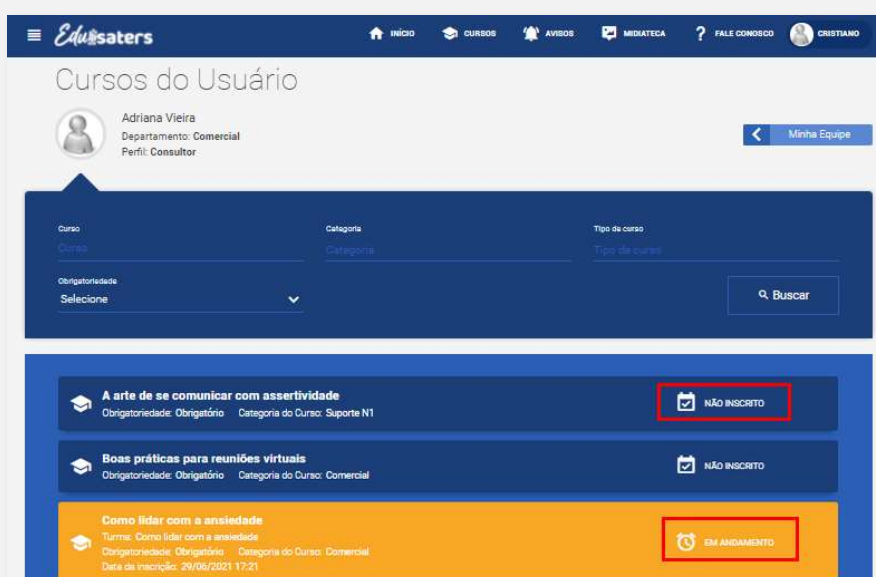 Edusaters
INÍCIO
CURSOS
AVISOS
MIDIATECA
FALE CONOSCO
CRISTIANO
Cursos do Usuário
Adriana Vieira
Departamento: Comercial
Perfil: Consultor
Minha Equipe
Curso
Categoria
Tipo de curso
Curso
Categoria
Tipo de curso
Obrigatoriedade
Selecione
Buscar
A arte de se comunicar com assertividade
Obrigatoriedade: Obrigatório Categoria do Curso: Suporte N1
NÃO INSCRITO
Boas práticas para reuniões virtuais
Obrigatoriedade: Obrigatório Categoria do Curso: Comercial
NÃO INSCRITO
Como lidar com a ansiedade
Turma: Como lidar com a ansiedade
Obrigatoriedade: Obrigatório Categoria do Curso: Comercial
Data da inscrição: 29/06/2021 17:21
EM ANDAMENTO